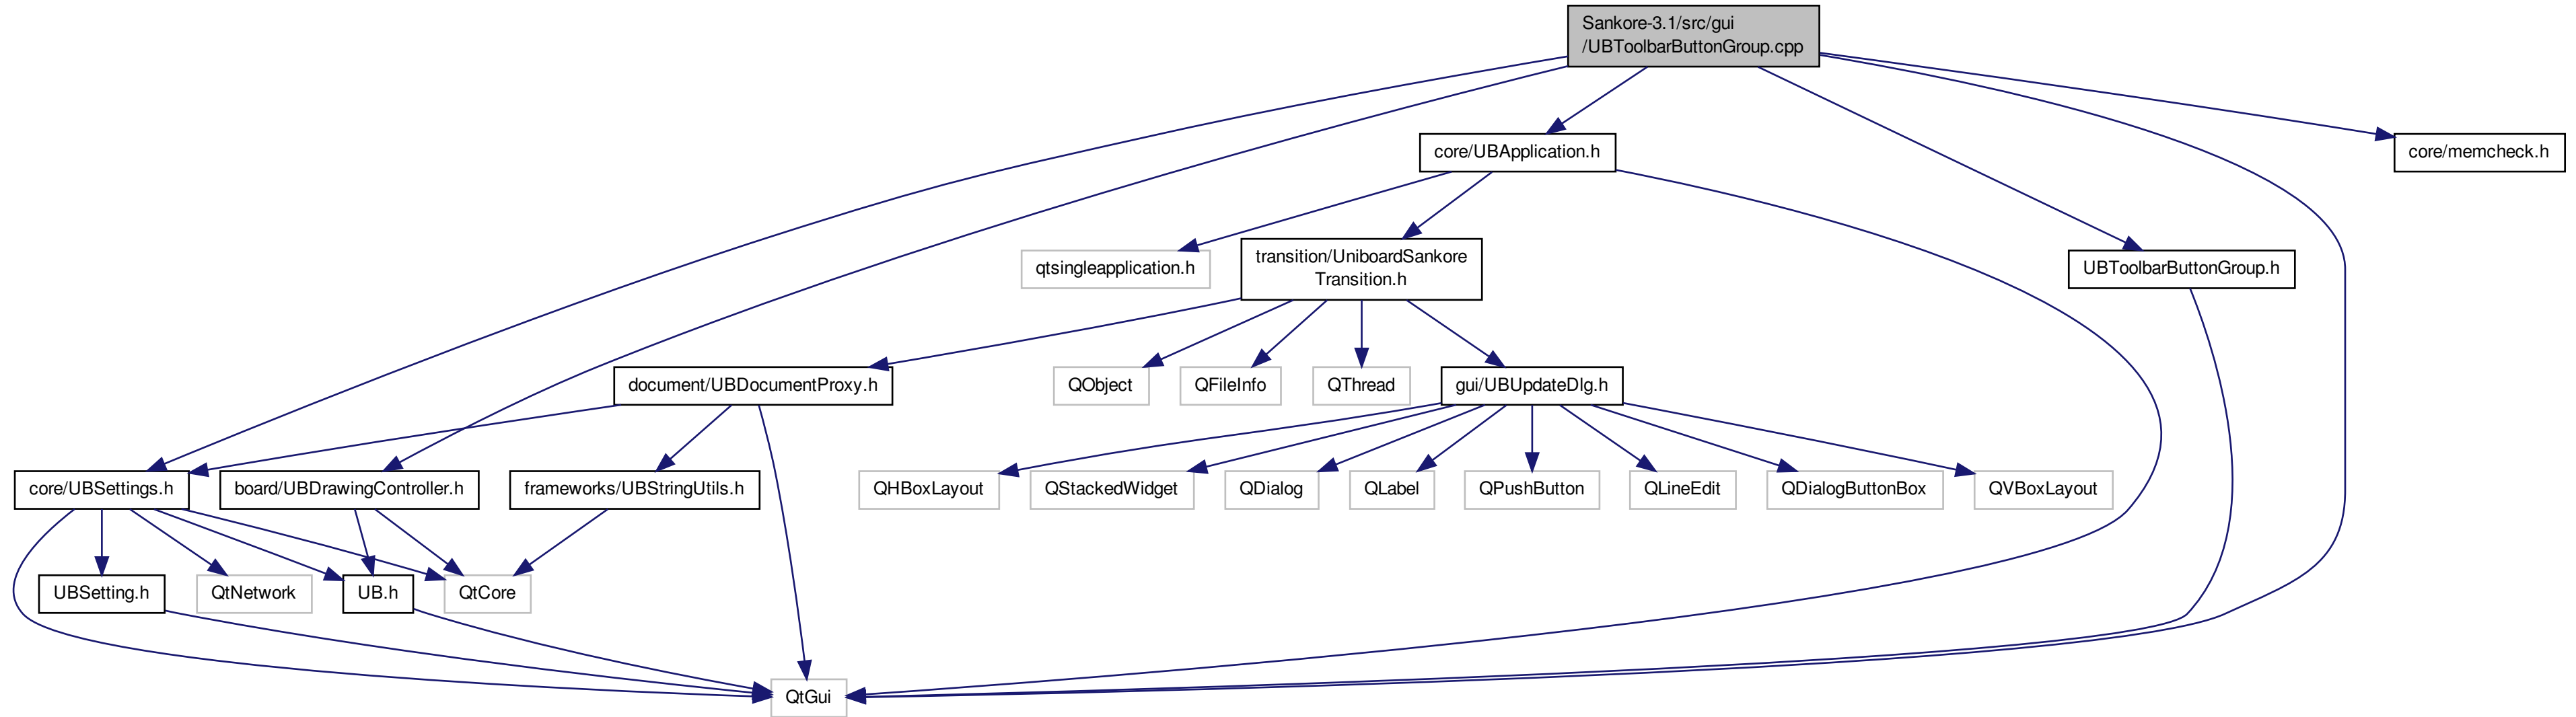 Sankore-3.1/src/gui
/UBToolbarButtonGroup.cpp
core/UBApplication.h
core/memcheck.h
qtsingleapplication.h
transition/UniboardSankore
Transition.h
UBToolbarButtonGroup.h
document/UBDocumentProxy.h
QObject
QFileInfo
QThread
gui/UBUpdateDlg.h
core/UBSettings.h
board/UBDrawingController.h
frameworks/UBStringUtils.h
QHBoxLayout
QStackedWidget
QDialog
QLabel
QPushButton
QLineEdit
QDialogButtonBox
QVBoxLayout
UBSetting.h
QtNetwork
UB.h
QtCore
QtGui